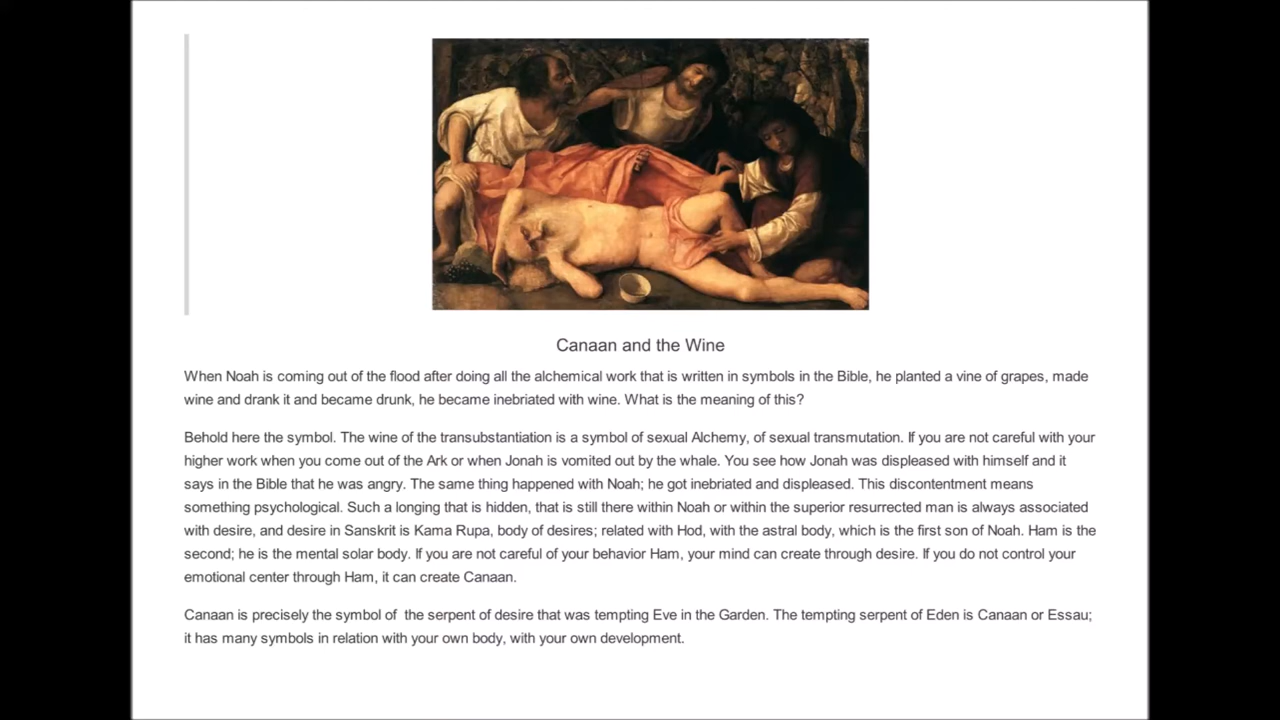 Canaan and the Wine
When Noah is coming out of the flood after doing all the alchemical work that is written in symbols in the Bible, he planted a vine of grapes, made
wine and drank it and became drunk, he became inebriated with wine. What is the meaning of this?
Behold here the symbol. The wine of the transubstantiation is a symbol of sexual Alchemy, of sexual transmutation. If you are not careful with your
higher work when you come out of the Ark or when Jonah is vomited out by the whale. You see how Jonah was displeased with himself and it
says in the Bible that he was angry. The same thing happened with Noah; he got inebriated and displeased. This discontentment means
something psychological. Such a longing that is hidden, that is still there within Noah or within the superior resurrected man is always associated
with desire, and desire in Sanskrit is Kama Rupa, body of desires; related with Hod, with the astral body, which is the first son of Noah. Ham is the
second; he is the mental solar body. If you are not careful of your behavior Ham, your mind can create through desire. If you do not control your
emotional center through Ham, it can create Canaan.
Canaan is precisely the symbol of  the serpent of desire that was tempting Eve in the Garden. The tempting serpent of Eden is Canaan or Essau;
it has many symbols in relation with your own body, with your own development.